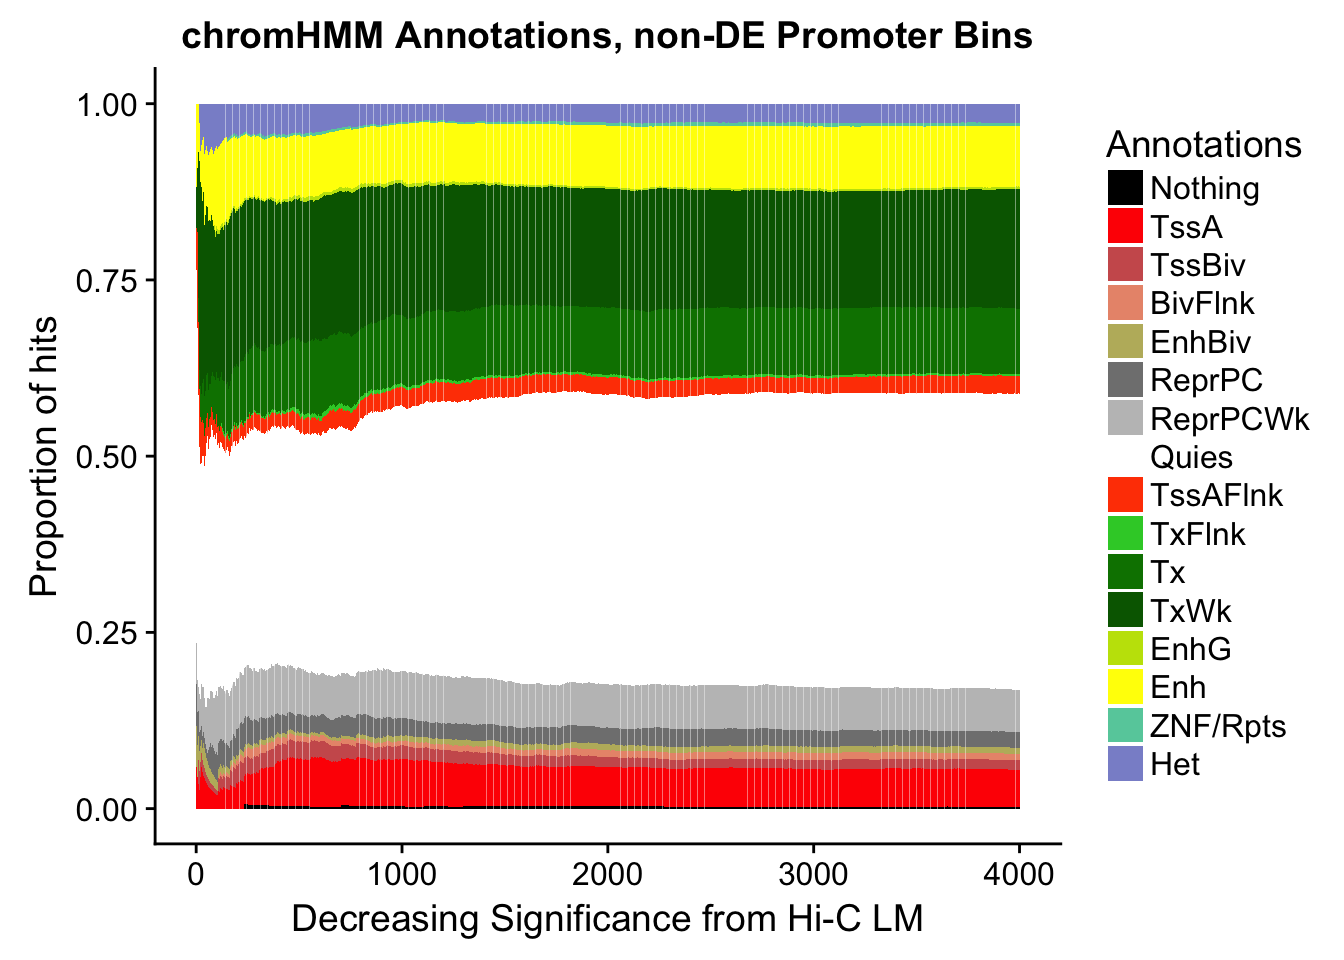 chromHMM Annotations, non-DE Promoter Bins
Proportion of hits
1.00
0.75
0.50
0.25
0.00
0
1000
2000
3000
4000
Decreasing Significance from Hi-C LM
Annotations
Nothing
TssA
TssBiv
BivFlnk
EnhBiv
ReprPC
ReprPCWk
Quies
TssAFlnk
TxFlnk
Tx
TxWk
EnhG
Enh
ZNF/Rpts
Het